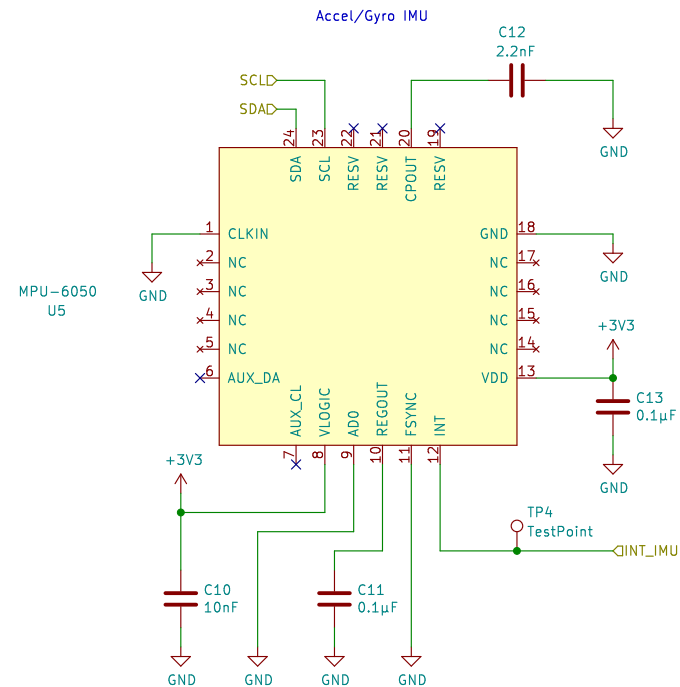 Accel/Gyro IMU
C12
2.2nF
SCL
SDA
GND
24
23
22
21
20
19
SDA
SCL
RESV
RESV
CPOUT
RESV
1
CLKIN
GND
18
2
NC
NC
17
GND
GND
3
NC
NC
16
MPU-6050
U5
4
NC
NC
15
+3V3
5
NC
NC
14
6
AUX_DA
VDD
13
C13
0.1µF
AUX_CL
VLOGIC
AD0
REGOUT
FSYNC
INT
7
8
9
10
11
12
+3V3
GND
TP4
TestPoint
INT_IMU
C10
10nF
C11
0.1µF
GND
GND
GND
GND